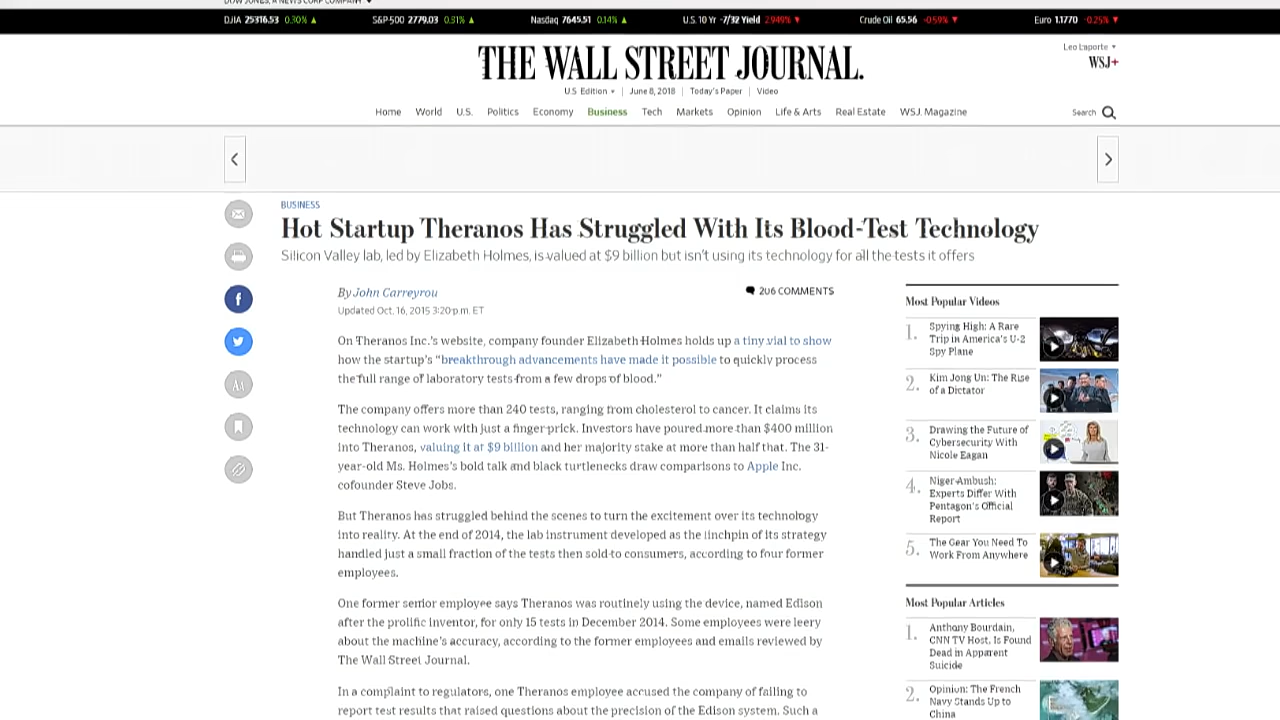 DJIA 25316.53 0.30% ▲ S&P 500 2779.03 0.31% ▲ Nasdaq 7645.51 0.14% ▲ U.S. 10 Yr -7/32 Yield 2.949% ▼ Crude Oil 65.56 -0.59% ▼ Euro 1.1770 -0.25% ▼
Leo Laporte
THE WALL STREET JOURNAL.
WSJ+
U.S. Edition | June 8, 2018 | Today's Paper | Video
Home World U.S. Politics Economy Business Tech Markets Opinion Life & Arts Real Estate WSJ. Magazine
Search
BUSINESS
Hot Startup Theranos Has Struggled With Its Blood-Test Technology
Silicon Valley lab, led by Elizabeth Holmes, is valued at $9 billion but isn't using its technology for all the tests it offers
By John Carreyrou
Updated Oct. 16, 2015 3:20 p.m. ET
206 COMMENTS
On Theranos Inc.'s website, company founder Elizabeth Holmes holds up a tiny vial to show
how the startup's "breakthrough advancements have made it possible to quickly process
the full range of laboratory tests from a few drops of blood."
The company offers more than 240 tests, ranging from cholesterol to cancer. It claims its
technology can work with just a finger prick. Investors have poured more than $400 million
into Theranos, valuing it at $9 billion and her majority stake at more than half that. The 31-
year-old Ms. Holmes's bold talk and black turtlenecks draw comparisons to Apple Inc.
cofounder Steve Jobs.
But Theranos has struggled behind the scenes to turn the excitement over its technology
into reality. At the end of 2014, the lab instrument developed as the linchpin of its strategy
handled just a small fraction of the tests then sold to consumers, according to four former
employees.
One former senior employee says Theranos was routinely using the device, named Edison
after the prolific inventor, for only 15 tests in December 2014. Some employees were leery
about the machine's accuracy, according to the former employees and emails reviewed by
The Wall Street Journal.
In a complaint to regulators, one Theranos employee accused the company of failing to
report test results that raised questions about the precision of the Edison system. Such a
Most Popular Videos
1. Spying High: A Rare
Trip in America's U-2
Spy Plane
2. Kim Jong Un: The Rise
of a Dictator
3. Drawing the Future of
Cybersecurity With
Nicole Eagan
4. Niger Ambush:
Experts Differ With
Pentagon's Official
Report
5. The Gear You Need To
Work From Anywhere
Most Popular Articles
1. Anthony Bourdain,
CNN TV Host, Is Found
Dead in Apparent
Suicide
2. Opinion: The French
Navy Stands Up to
China